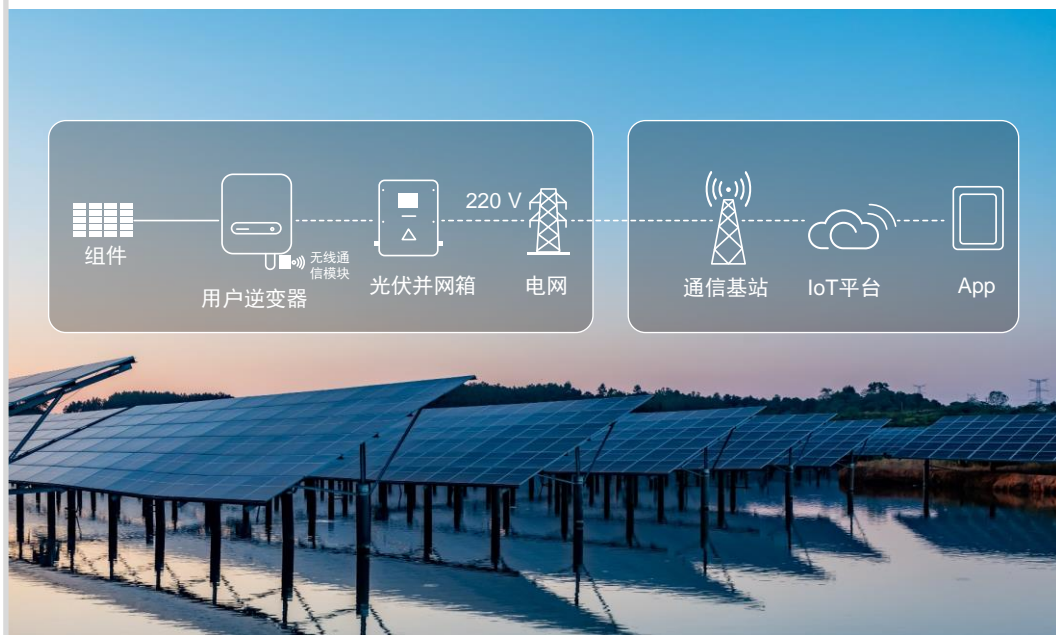 组件
无线通
信模块
用户逆变器
光伏并网箱
220 V
电网
通信基站
IoT平台
App